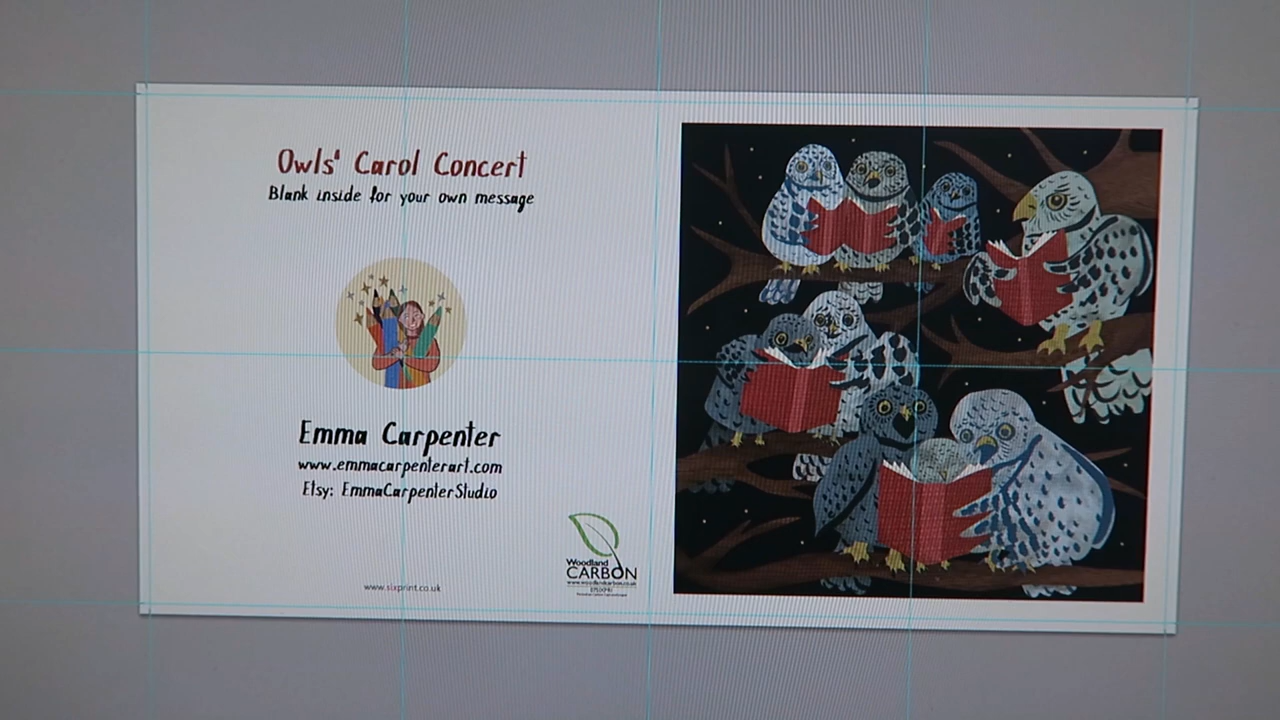 Owls' Carol Concert
Blank inside for your own message
Emma Carpenter
www.emmacarpenterart.com
Etsy: EmmaCarpenterStudio
www.sixprint.co.uk
Woodland
CARBON
www.woodlandcarbon.co.uk